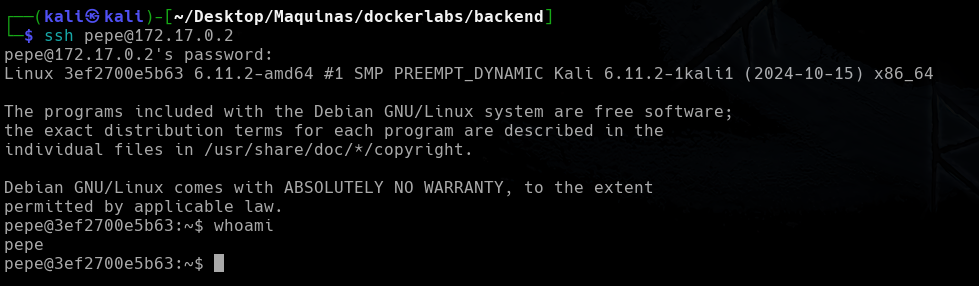 ┌──(kali㉿kali)-[~/Desktop/Maquinas/dockerlabs/backend]
└─$ ssh pepe@172.17.0.2
pepe@172.17.0.2's password:
Linux 3ef2700e5b63 6.11.2-amd64 #1 SMP PREEMPT_DYNAMIC Kali 6.11.2-1kali1 (2024-10-15) x86_64

The programs included with the Debian GNU/Linux system are free software;
the exact distribution terms for each program are described in the
individual files in /usr/share/doc/*/copyright.

Debian GNU/Linux comes with ABSOLUTELY NO WARRANTY, to the extent
permitted by applicable law.
pepe@3ef2700e5b63:~$ whoami
pepe
pepe@3ef2700e5b63:~$